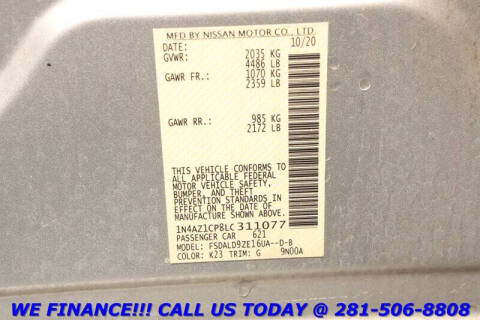 MFD BY NISSAN MOTOR CO., LTD.
DATE: 10/20
GVWR: 2035 KG
4486 LB
GAWR FR.: 1070 KG
2359 LB
GAWR RR.: 985 KG
2172 LB
THIS VEHICLE CONFORMS TO
ALL APPLICABLE FEDERAL
MOTOR VEHICLE SAFETY,
BUMPER, AND THEFT
PREVENTION STANDARDS IN
EFFECT ON THE DATE OF
MANUFACTURE SHOWN ABOVE.
1N4AZ1CP8LC311077
PASSENGER CAR 621
MODEL: FSDALD9ZE16UA--D-B
COLOR: K23 TRIM: G 9N00A
WE FINANCE!!! CALL US TODAY @ 281-506-8808